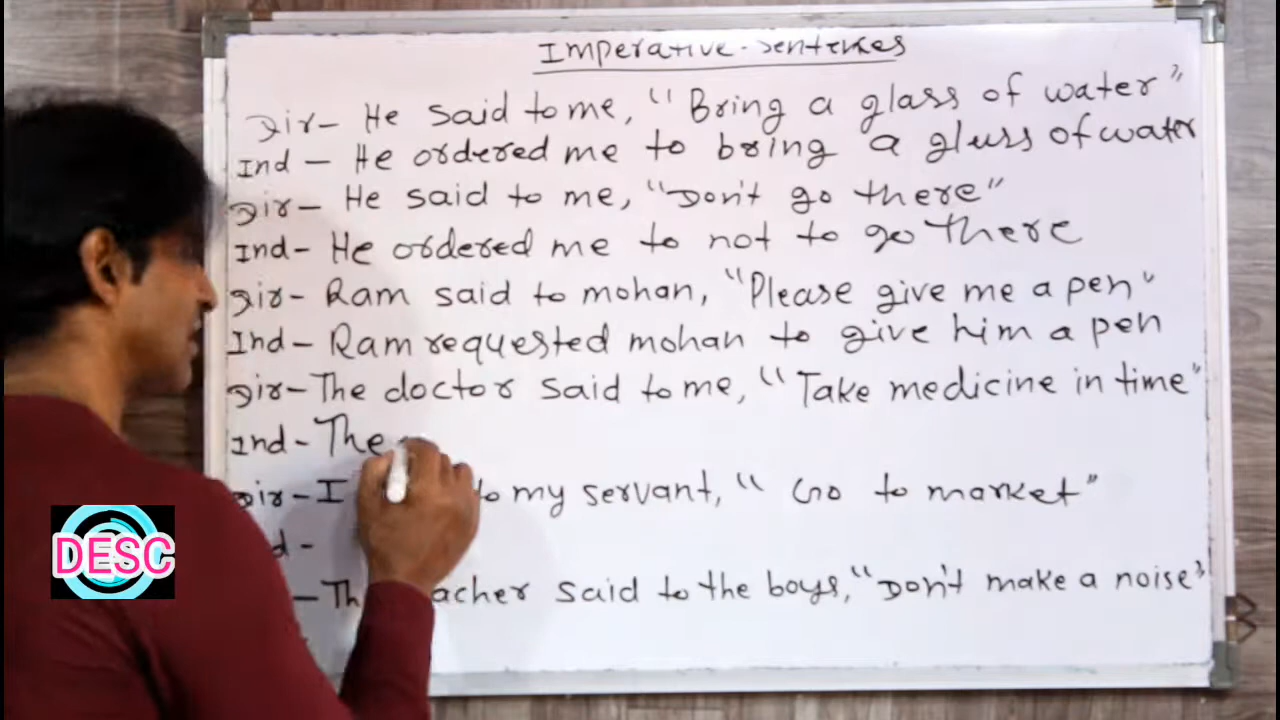 Imperative-sentences
Dir- He said to me, "Bring a glass of water"
Ind - He ordered me to bring a glass of water
Dir- He said to me, "Don't go there"
Ind- He ordered me to not to go there
Dir- Ram said to mohan, "Please give me a pen"
Ind- Ram requested mohan to give him a pen
Dir-The doctor said to me, "Take medicine in time"
Ind-The
Dir-I to my servant, "Go to market"
-
said to the boys, "Don't make a noise"
DESC